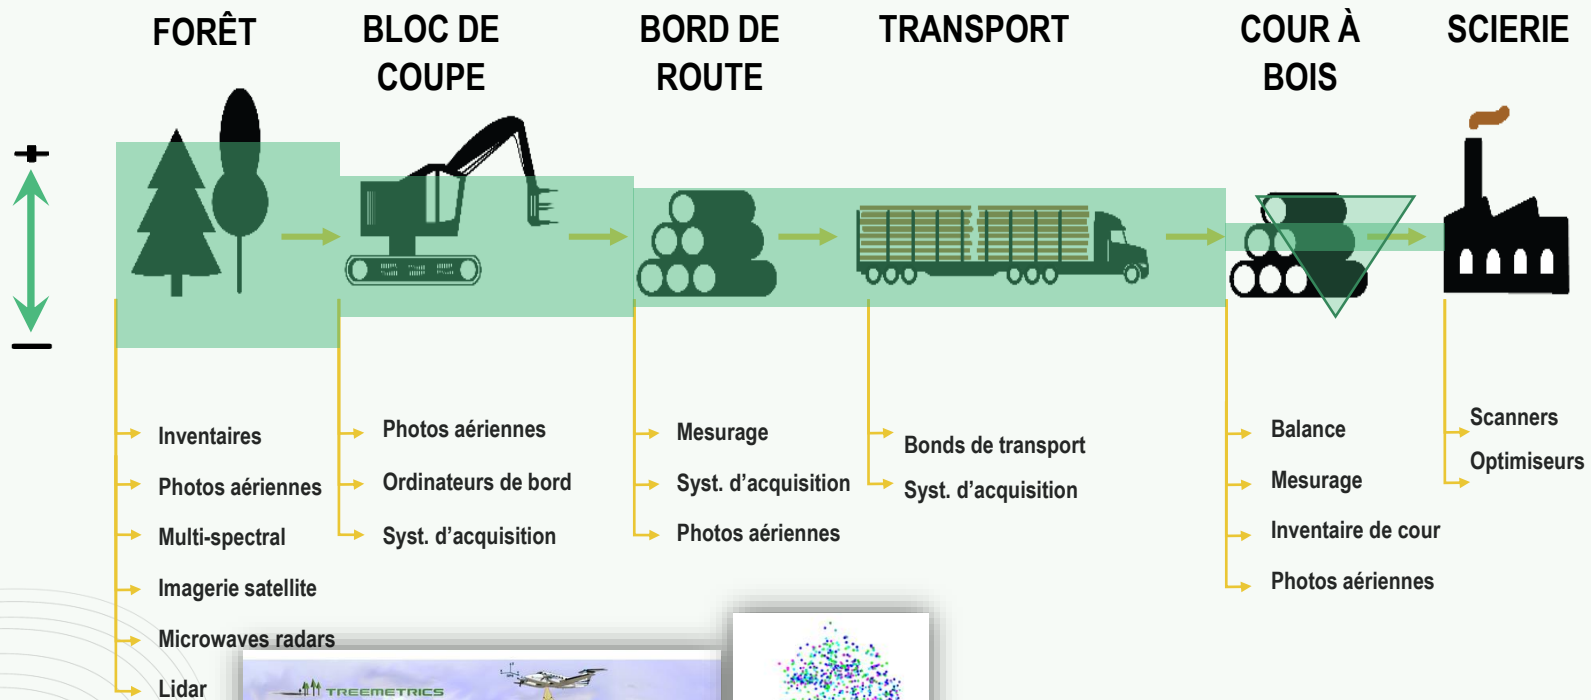 FORÊT
BLOC DE
COUPE
BORD DE
ROUTE
TRANSPORT
COUR À
BOIS
SCIERIE
+
—
Inventaires
Photos aériennes
Multi-spectral
Imagerie satellite
Microwaves radars
Lidar
Photos aériennes
Ordinateurs de bord
Syst. d'acquisition
Mesurage
Syst. d'acquisition
Photos aériennes
Bonds de transport
Syst. d'acquisition
Balance
Mesurage
Inventaire de cour
Photos aériennes
Scanners
Optimiseurs
TREEMETRICS